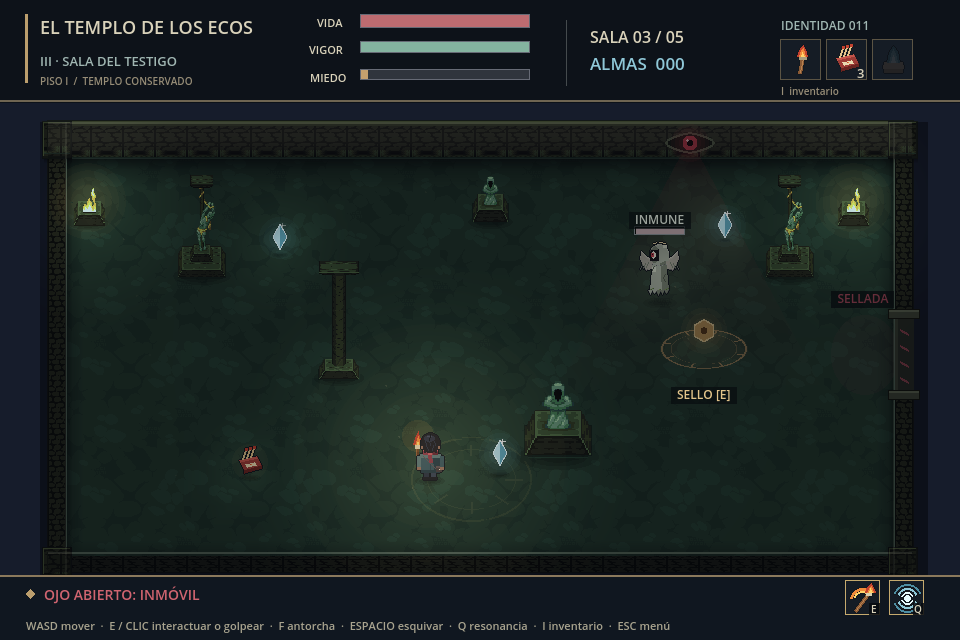 EL TEMPLO DE LOS ECOS
III · SALA DEL TESTIGO
PISO I / TEMPLO CONSERVADO
VIDA
VIGOR
MIEDO
SALA 03 / 05
ALMAS 000
IDENTIDAD 011
3
I inventario
INMUNE
SELLADA
SELLO [E]
OJO ABIERTO: INMÓVIL
E
Q
WASD mover · E / CLIC interactuar o golpear · F antorcha · ESPACIO esquivar · Q resonancia · I inventario · ESC menú